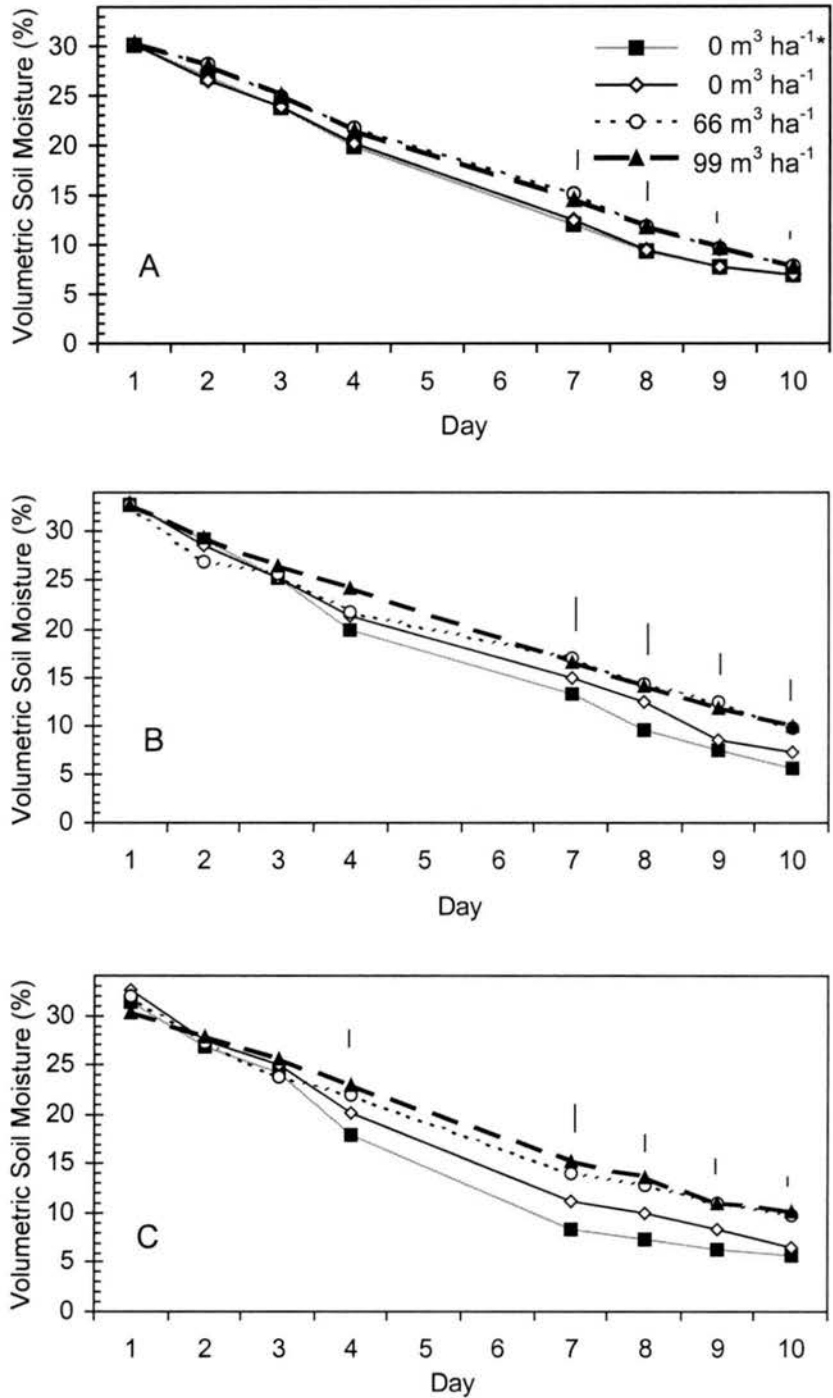 Volumetric Soil Moisture (%)
30
25
20
15
10
5
0
0 m³ ha⁻¹*
0 m³ ha⁻¹
66 m³ ha⁻¹
99 m³ ha⁻¹
A
1 2 3 4 5 6 7 8 9 10
Day
Volumetric Soil Moisture (%)
30
25
20
15
10
5
0
B
1 2 3 4 5 6 7 8 9 10
Day
Volumetric Soil Moisture (%)
30
25
20
15
10
5
0
C
1 2 3 4 5 6 7 8 9 10
Day